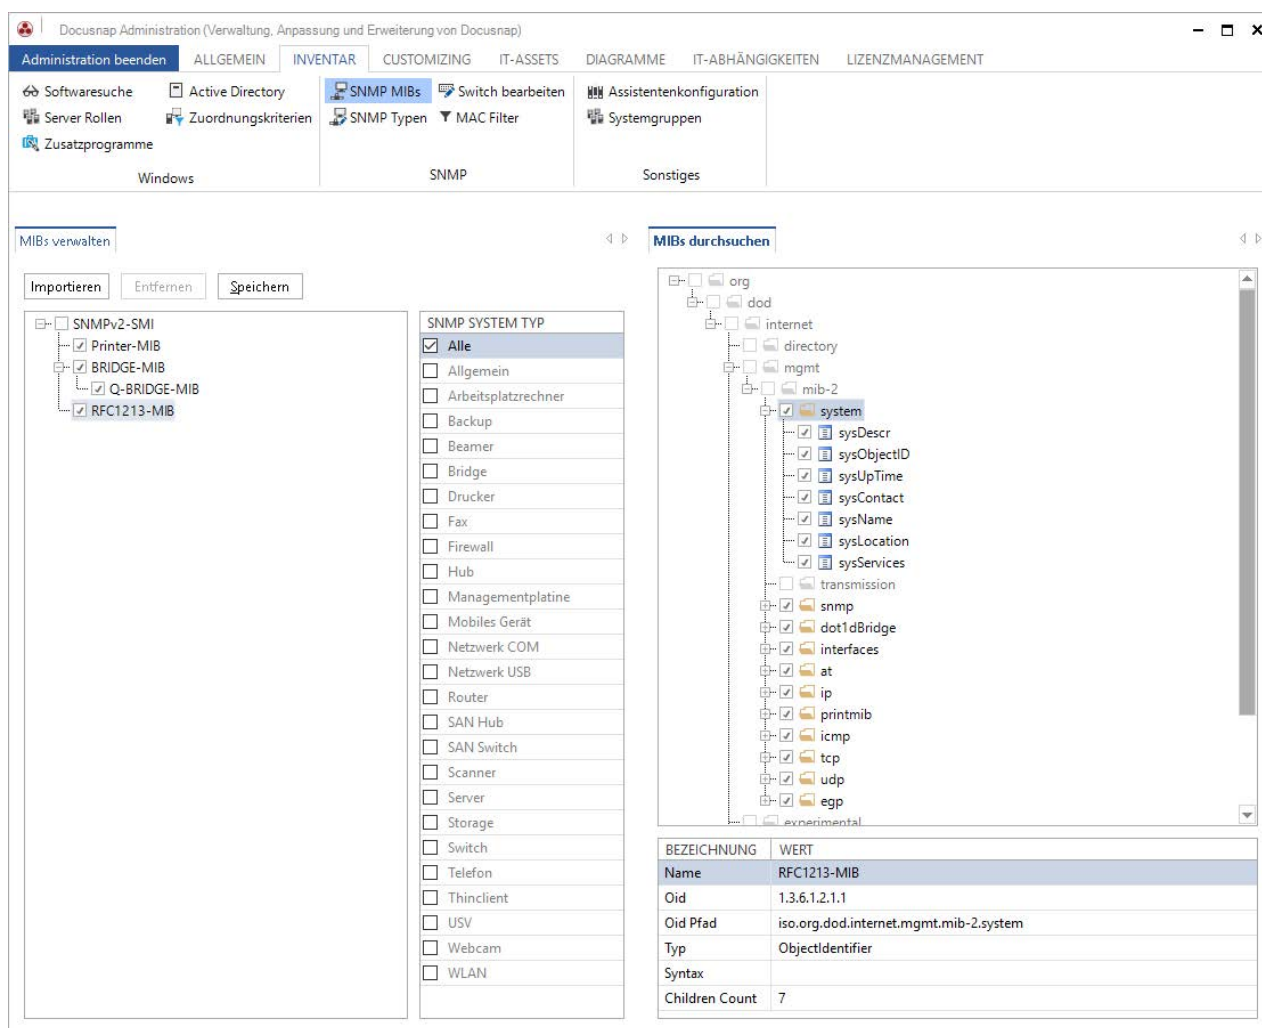 Docusnap Administration (Verwaltung, Anpassung und Erweiterung von Docusnap)
Administration beenden ALLGEMEIN INVENTAR CUSTOMIZING IT-ASSETS DIAGRAMME IT-ABHÄNGIGKEITEN LIZENZMANAGEMENT
Softwaresuche Active Directory SNMP MIBs Switch bearbeiten Assistentenkonfiguration
Server Rollen Zuordnungskriterien SNMP Typen MAC Filter Systemgruppen
Zusatzprogramme
Windows SNMP Sonstiges
MIBs verwalten
Importieren Entfernen Speichern
SNMPv2-SMI
Printer-MIB
BRIDGE-MIB
Q-BRIDGE-MIB
RFC1213-MIB
SNMP SYSTEM TYP
Alle
Allgemein
Arbeitsplatzrechner
Backup
Beamer
Bridge
Drucker
Fax
Firewall
Hub
Managementplatine
Mobiles Gerät
Netzwerk COM
Netzwerk USB
Router
SAN Hub
SAN Switch
Scanner
Server
Storage
Switch
Telefon
Thinclient
USV
Webcam
WLAN
MIBs durchsuchen
org
dod
internet
directory
mgmt
mib-2
system
sysDescr
sysObjectID
sysUpTime
sysContact
sysName
sysLocation
sysServices
transmission
snmp
dot1dBridge
interfaces
at
ip
printmib
icmp
tcp
udp
egp
experimental
BEZEICHNUNG WERT
Name RFC1213-MIB
Oid 1.3.6.1.2.1.1
Oid Pfad iso.org.dod.internet.mgmt.mib-2.system
Typ ObjectIdentifier
Syntax
Children Count 7